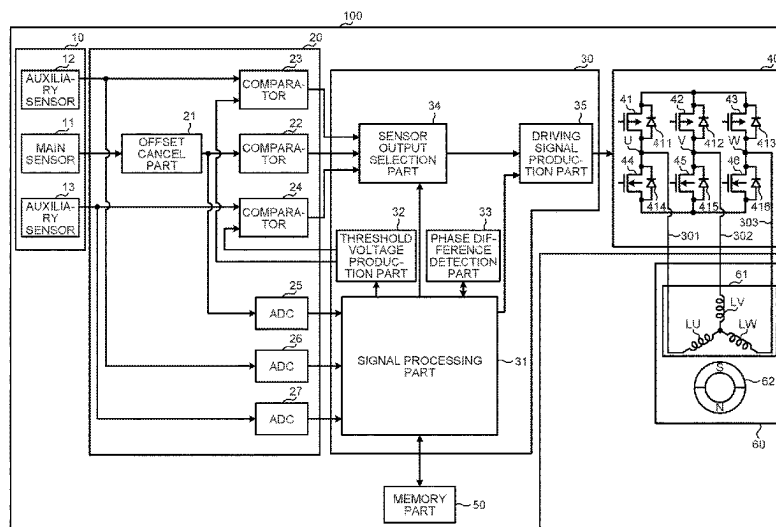 100
10
20
30
40
12
AUXILIA-
RY
SENSOR
11
MAIN
SENSOR
13
AUXILIARY
SENSOR
21
OFFSET
CANCEL
PART
23
COMPARA-
TOR
22
COMPARA-
TOR
24
COMPARA-
TOR
25
ADC
26
ADC
27
ADC
34
SENSOR
OUTPUT
SELECTION
PART
35
DRIVING
SIGNAL
PRODUCTION
PART
32
THRESHOLD
VOLTAGE
PRODUC-
TION PART
33
PHASE DIF-
FERENCE
DETECTION
PART
SIGNAL PROCESSING
PART
31
MEMORY
PART
50
41
42
43
U
V
W
411
412
413
44
45
46
414
415
416
301
302
303
61
LV
LU
LW
S
N
62
60